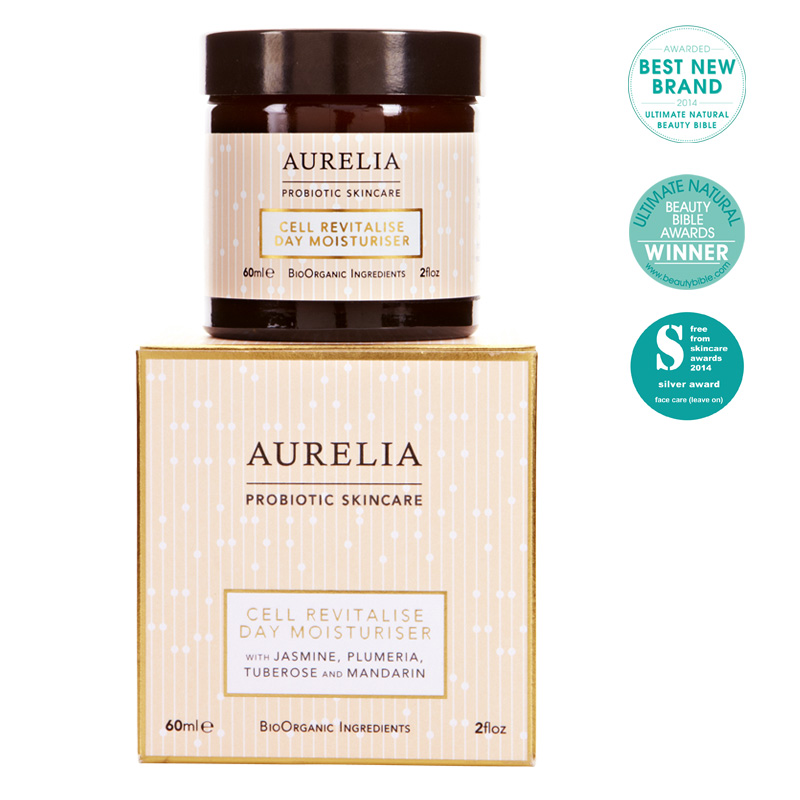 AURELIA
PROBIOTIC SKINCARE
CELL REVITALISE
DAY MOISTURISER
60ml℮ BIOORGANIC INGREDIENTS 2floz
AURELIA
PROBIOTIC SKINCARE
CELL REVITALISE
DAY MOISTURISER
WITH JASMINE, PLUMERIA,
TUBEROSE AND MANDARIN
60ml℮ BIOORGANIC INGREDIENTS 2floz
AWARDED
BEST NEW
BRAND
2014
ULTIMATE NATURAL
BEAUTY BIBLE
ULTIMATE NATURAL
BEAUTY
BIBLE
AWARDS
WINNER
www.beautybible.com
S
free
from
skincare
awards
2014
silver award
face care (leave on)